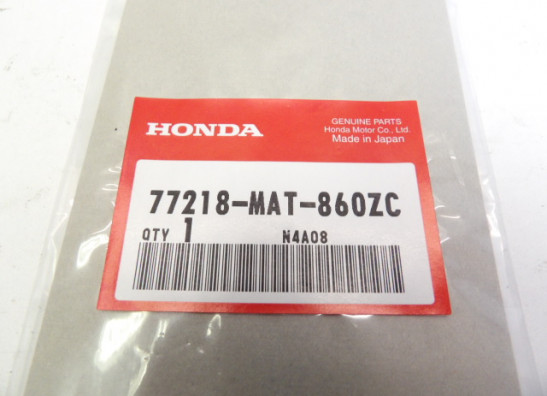 HONDA
GENUINE PARTS
Honda Motor Co., Ltd.
Made in Japan
77218-MAT-860ZC
QTY 1 N4A08